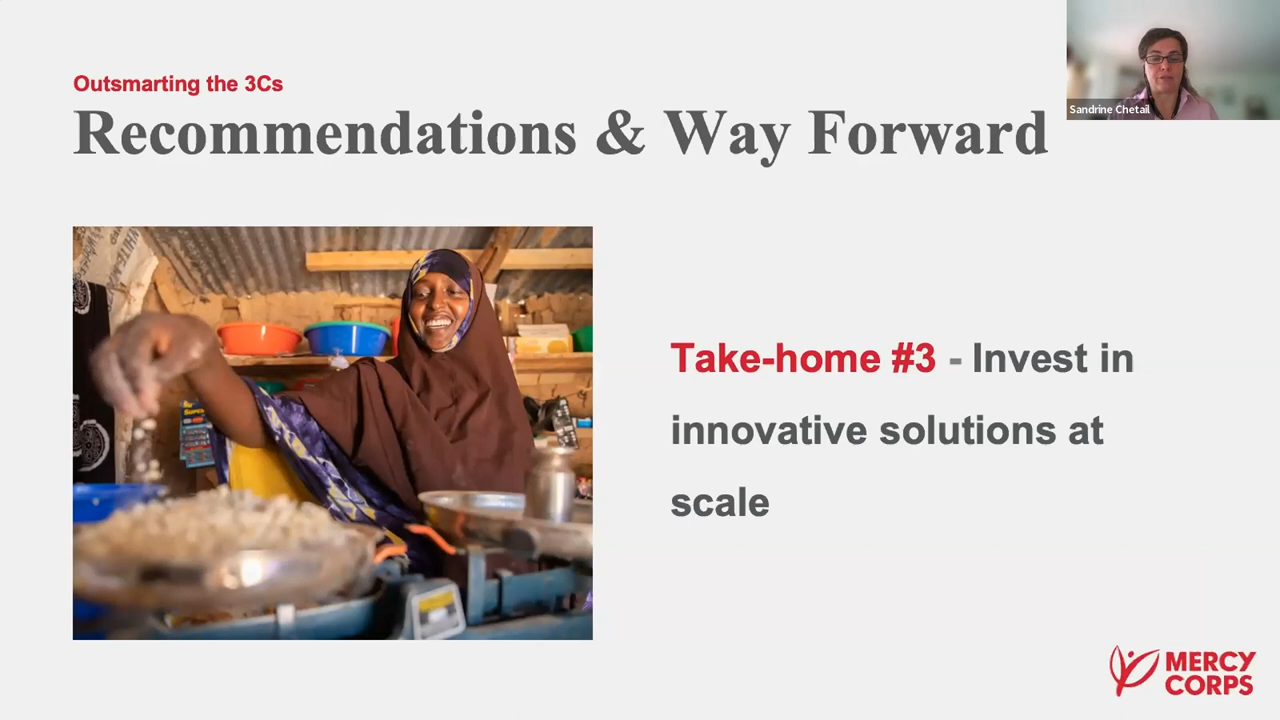 Outsmarting the 3Cs
Recommendations & Way Forward
Sandrine Chetail
Take-home #3 - Invest in
innovative solutions at
scale
MERCY
CORPS